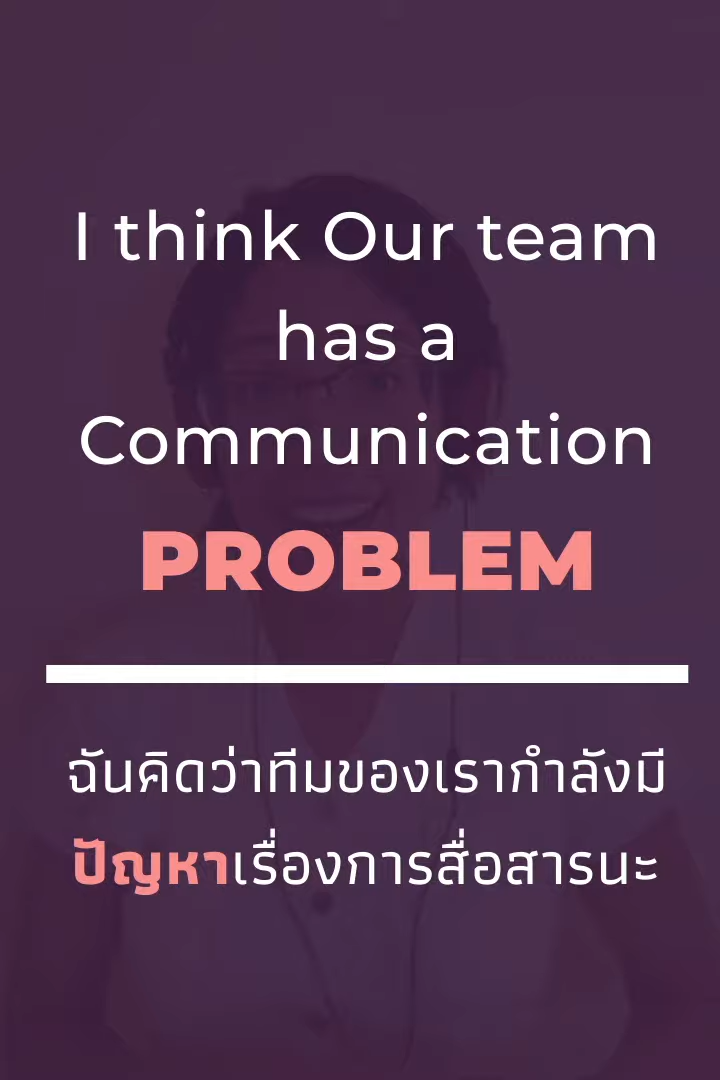 I think Our team
has a
Communication
PROBLEM
ฉันคิดว่าทีมของเรากำลังมี
ปัญหาเรื่องการสื่อสารนะ